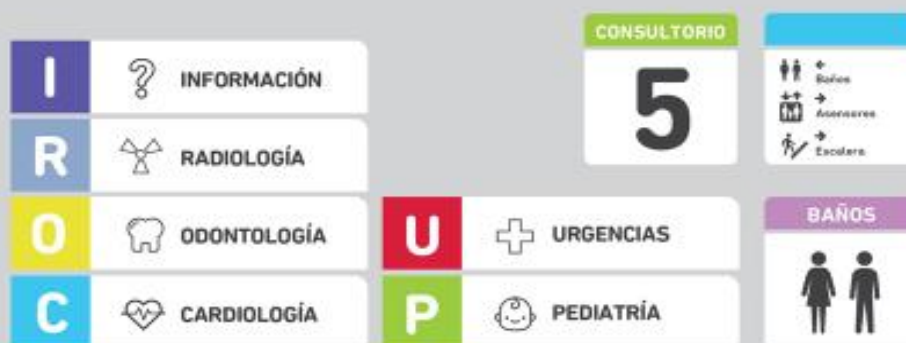 I
INFORMACIÓN
R
RADIOLOGÍA
O
ODONTOLOGÍA
C
CARDIOLOGÍA
U
URGENCIAS
P
PEDIATRÍA
CONSULTORIO
5
Baños
Ascensores
Escalera
BAÑOS